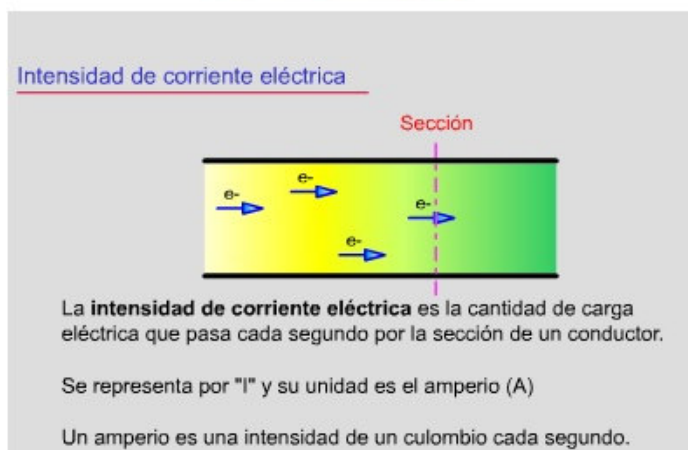 Intensidad de corriente eléctrica
Sección
e-
e-
e-
e-
La intensidad de corriente eléctrica es la cantidad de carga
eléctrica que pasa cada segundo por la sección de un conductor.
Se representa por "I" y su unidad es el amperio (A)
Un amperio es una intensidad de un culombio cada segundo.